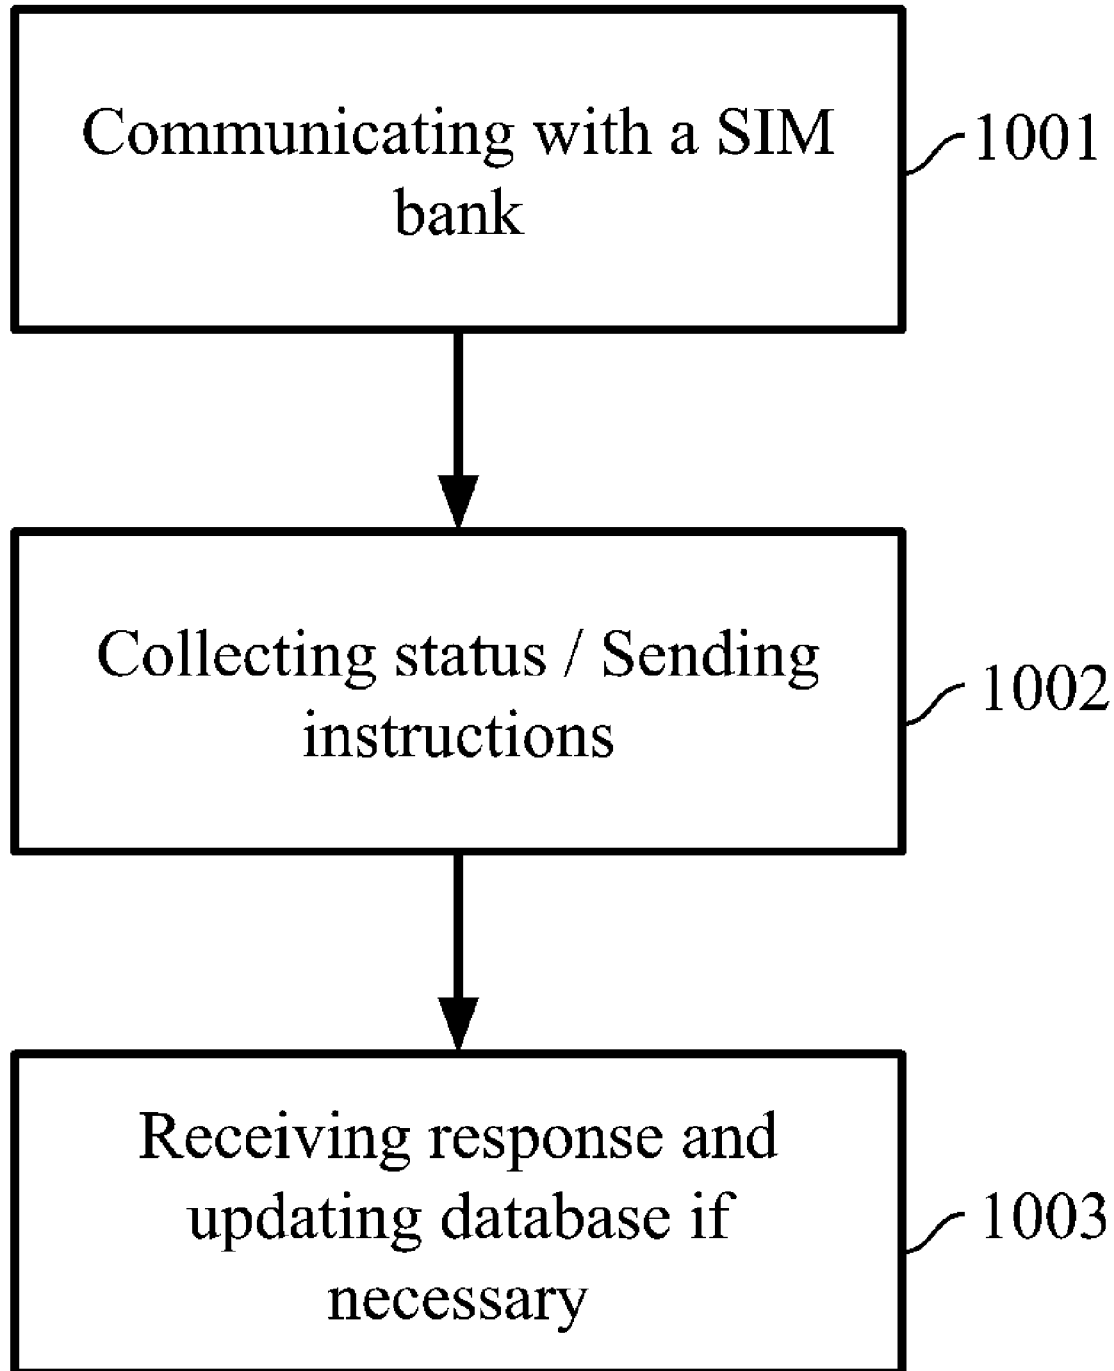 Communicating with a SIM
bank
1001
Collecting status / Sending
instructions
1002
Receiving response and
updating database if
necessary
1003